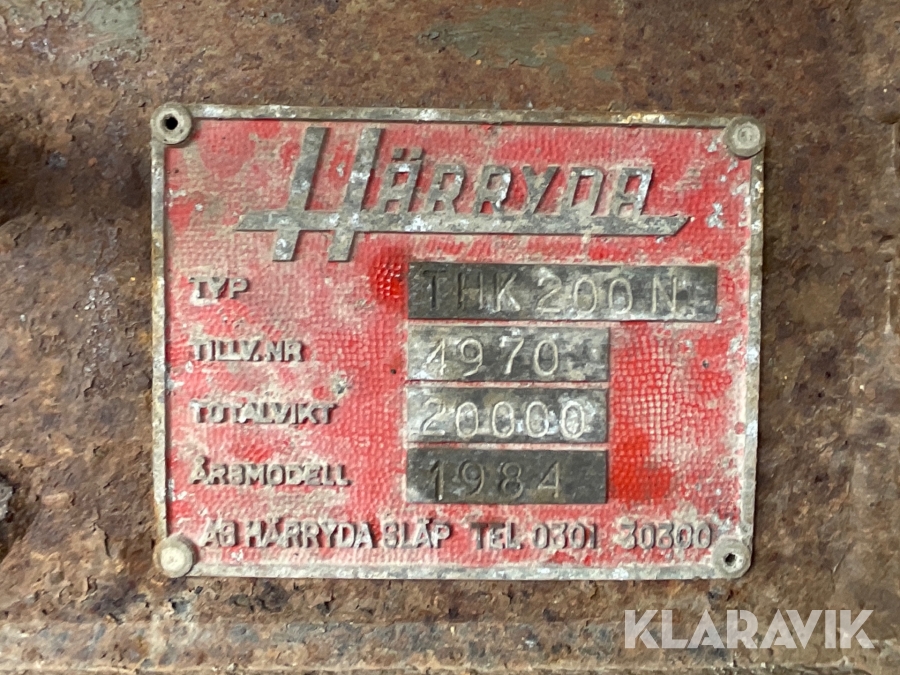 HÄRRYDA
TYP THK 200 N
TILLV.NR 4970
TOTALVIKT 20000
ÅRSMODELL 1984
AB HÄRRYDA SLÄP TEL 0301 30300
KLARAVIK